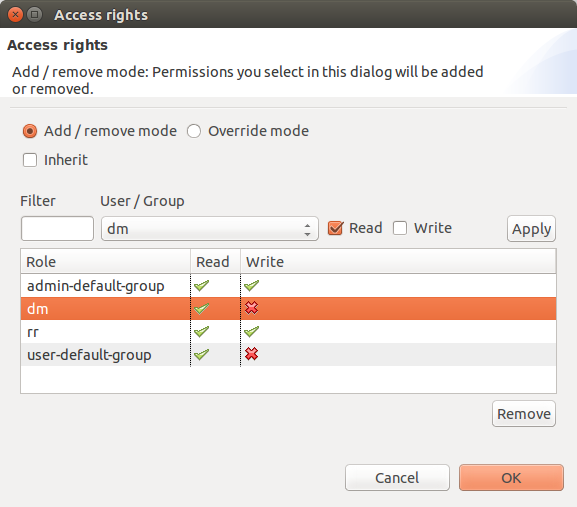 Access rights
Access rights
Add / remove mode: Permissions you select in this dialog will be added
or removed.
Add / remove mode Override mode
Inherit
Filter User / Group
dm Read Write Apply
Role Read Write
admin-default-group
dm
rr
user-default-group
Remove
Cancel OK